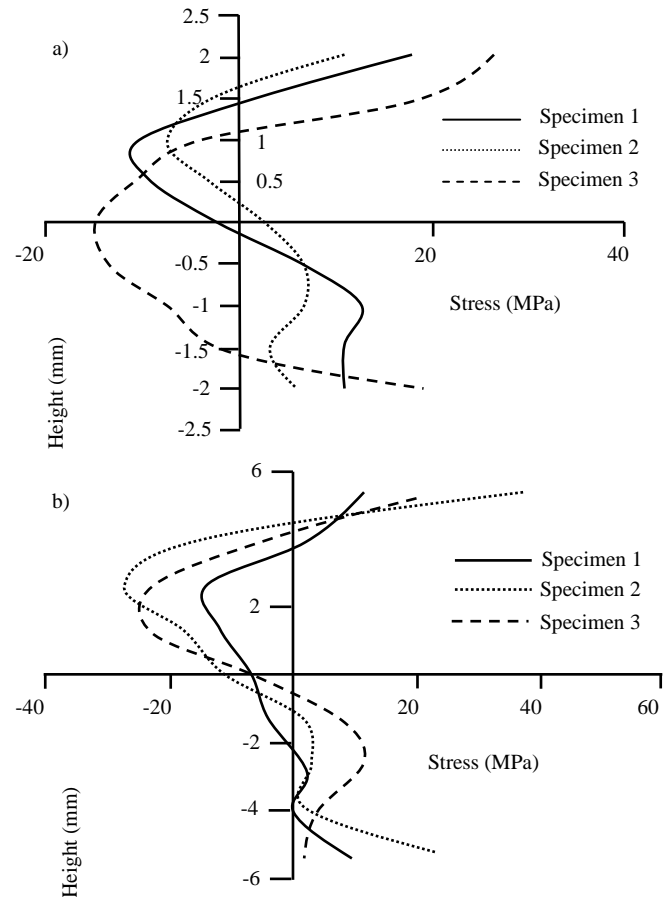 a)
2.5
2
1.5
1
0.5
-20
20
40
-0.5
-1
-1.5
-2
-2.5
Specimen 1
Specimen 2
Specimen 3
Stress (MPa)
Height (mm)
b)
6
2
-40
-20
20
40
60
-2
-4
-6
Specimen 1
Specimen 2
Specimen 3
Stress (MPa)
Height (mm)